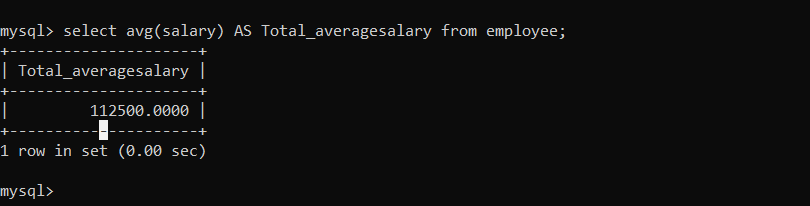 mysql> select avg(salary) AS Total_averagesalary from employee;
+---------------------+
| Total_averagesalary |
+---------------------+
|         112500.0000 |
+---------------------+
1 row in set (0.00 sec)
mysql>